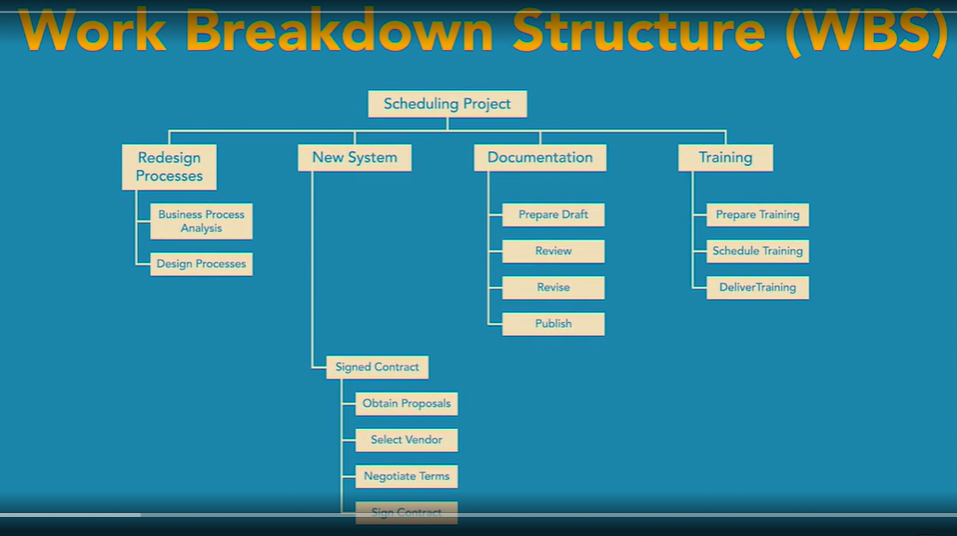 Work Breakdown Structure (WBS)
Scheduling Project
Redesign
Processes
Business Process
Analysis
Design Processes
New System
Signed Contract
Obtain Proposals
Select Vendor
Negotiate Terms
Sign Contract
Documentation
Prepare Draft
Review
Revise
Publish
Training
Prepare Training
Schedule Training
DeliverTraining